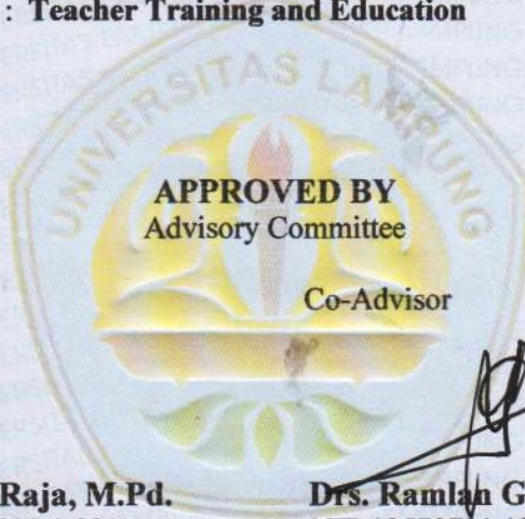 : Teacher Training and Education
UNIVERSITAS LAMPUNG
APPROVED BY
Advisory Committee
Co-Advisor
Raja, M.Pd. Drs. Ramlan G